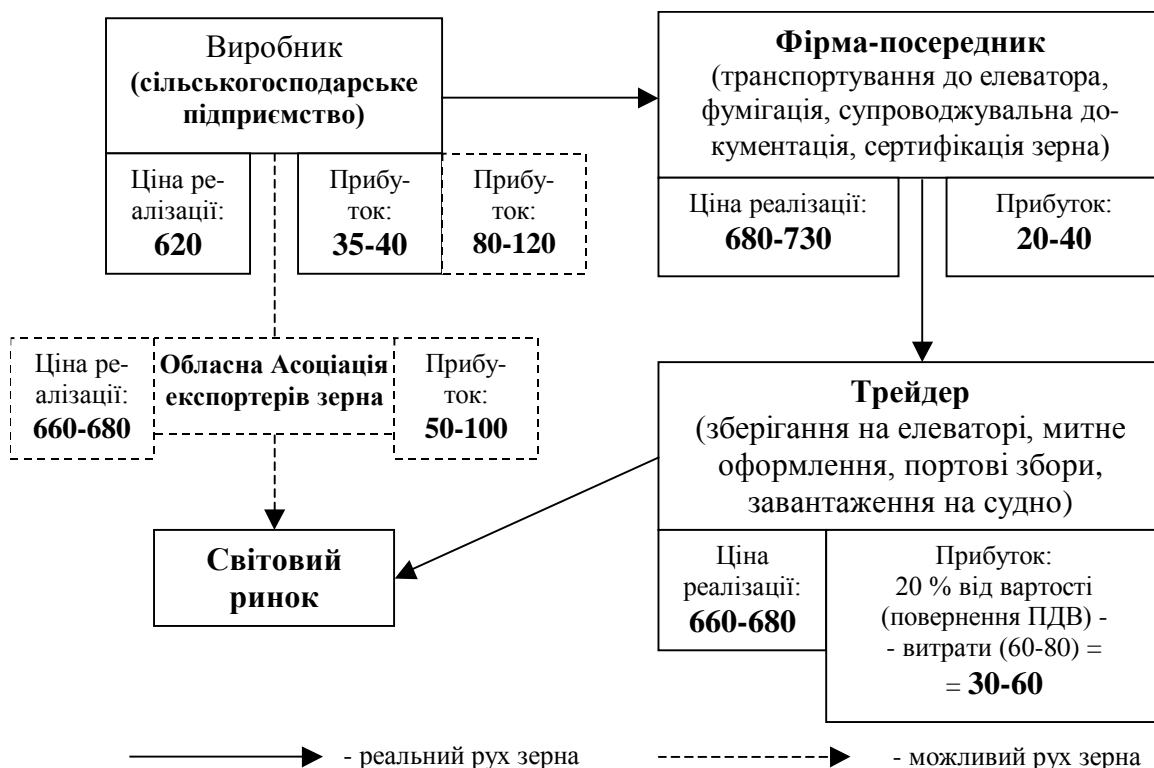 Виробник
(сільськогосподарське
підприємство)
Ціна ре-
алізації:
620
Прибу-
ток:
35-40
Прибу-
ток:
80-120
Фірма-посередник
(транспортування до елеватора,
фумігація, супроводжувальна до-
кументація, сертифікація зерна)
Ціна реалізації:
680-730
Прибуток:
20-40
Ціна ре-
алізації:
660-680
Обласна Асоціація
експортерів зерна
Прибу-
ток:
50-100
Трейдер
(зберігання на елеваторі, митне
оформлення, портові збори,
завантаження на судно)
Ціна
реалізації:
660-680
Прибуток:
20 % від вартості
(повернення ПДВ) -
- витрати (60-80) =
= 30-60
Світовий
ринок
- реальний рух зерна
- можливий рух зерна